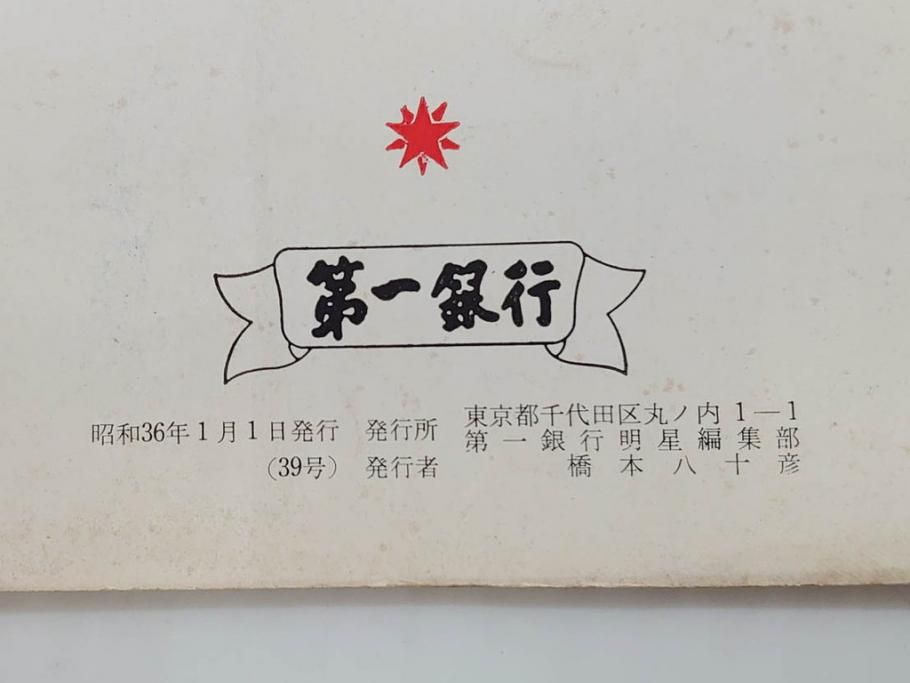 第一銀行
昭和36年1月1日発行 発行所 東京都千代田区丸ノ内1―1
第一銀行明星編集部
(39号) 発行者 橋本八十彦